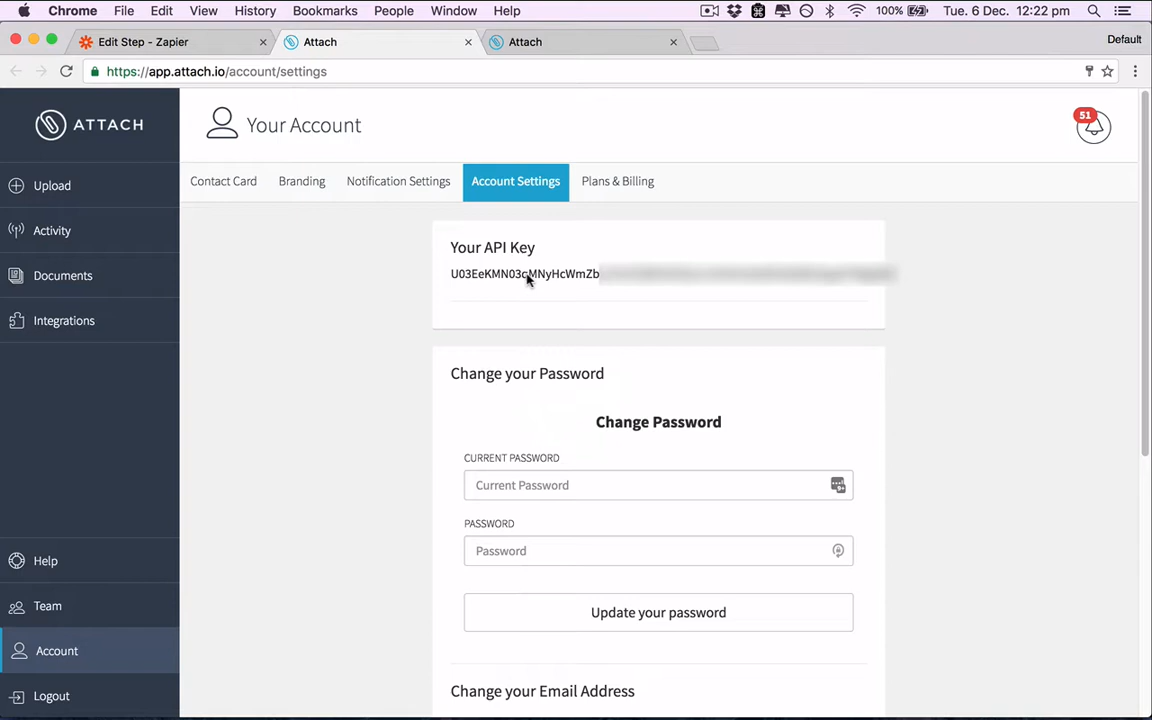 Chrome File Edit View History Bookmarks People Window Help 100% Tue. 6 Dec. 12:22 pm
Edit Step - Zapier Attach Attach Default
https://app.attach.io/account/settings
ATTACH
Your Account
51
Contact Card Branding Notification Settings Account Settings Plans & Billing
Upload
Activity
Documents
Integrations
Your API Key
Change your Password
Change Password
CURRENT PASSWORD
Current Password
PASSWORD
Password
Update your password
Change your Email Address
Help
Team
Account
Logout